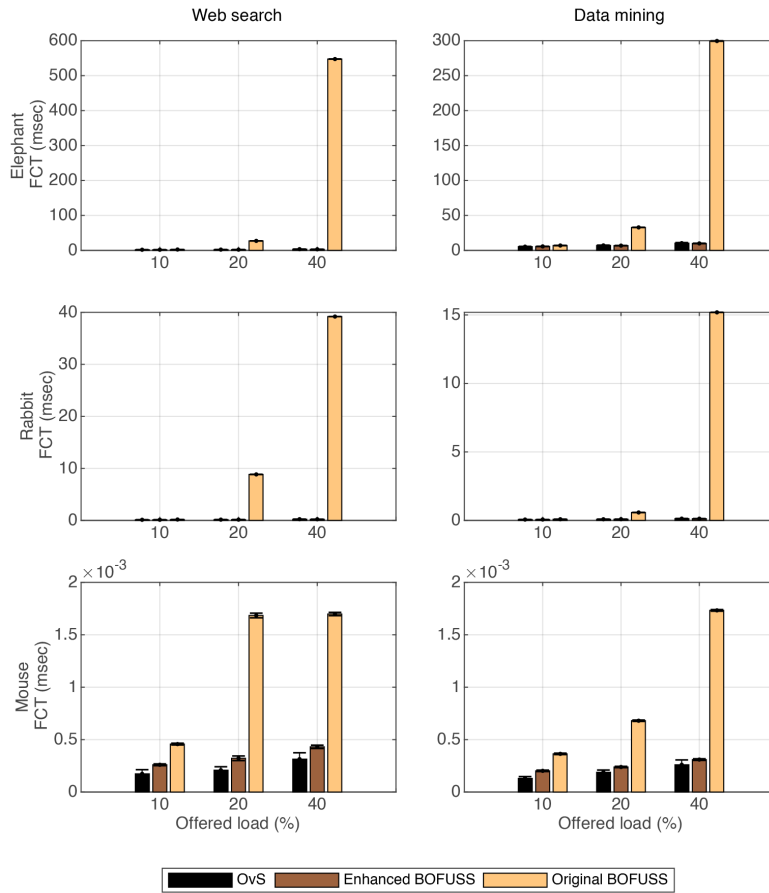 Web search
Data mining
600
500
400
300
200
100
0
Elephant
FCT (msec)
10 20 40
300
250
200
150
100
50
0
10 20 40
40
30
20
10
0
Rabbit
FCT (msec)
10 20 40
15
10
5
0
10 20 40
2 ×10⁻³
1.5
1
0.5
0
Mouse
FCT (msec)
10 20 40
Offered load (%)
2 ×10⁻³
1.5
1
0.5
0
10 20 40
Offered load (%)
OvS Enhanced BOFUSS Original BOFUSS